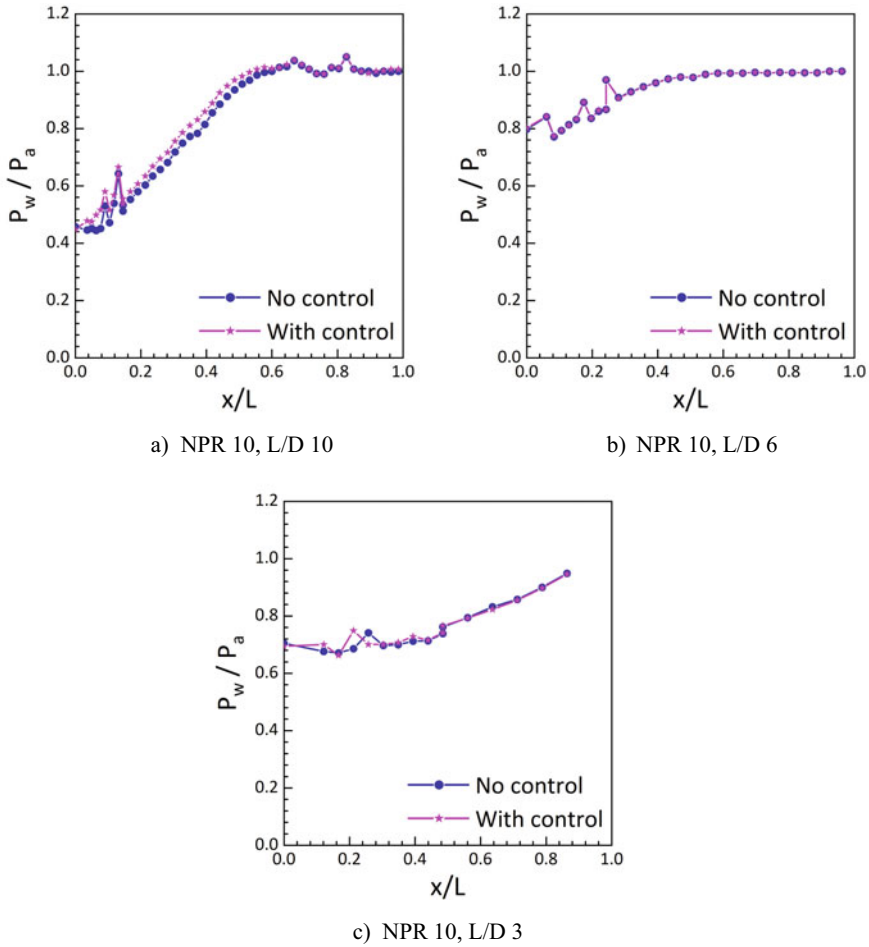 1.2
1.0
0.8
0.6
0.4
0.2
0.0
P_w / P_a
No control
With control
0.0 0.2 0.4 0.6 0.8 1.0
x/L
a) NPR 10, L/D 10
1.2
1.0
0.8
0.6
0.4
0.2
0.0
P_w / P_a
No control
With control
0.0 0.2 0.4 0.6 0.8 1.0
x/L
b) NPR 10, L/D 6
1.2
1.0
0.8
0.6
0.4
0.2
0.0
P_w / P_a
No control
With control
0.0 0.2 0.4 0.6 0.8 1.0
x/L
c) NPR 10, L/D 3